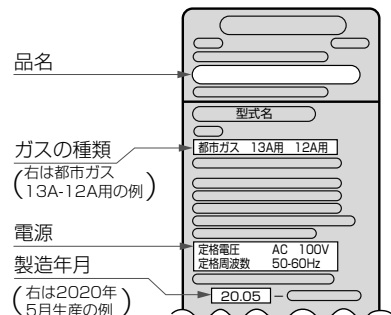 品名
ガスの種類
(右は都市ガス
13A-12A用の例)
電源
製造年月
(右は2020年
5月生産の例)
型式名
都市ガス 13A用 12A用
定格電圧 AC 100V
定格周波数 50-60Hz
20.05 -